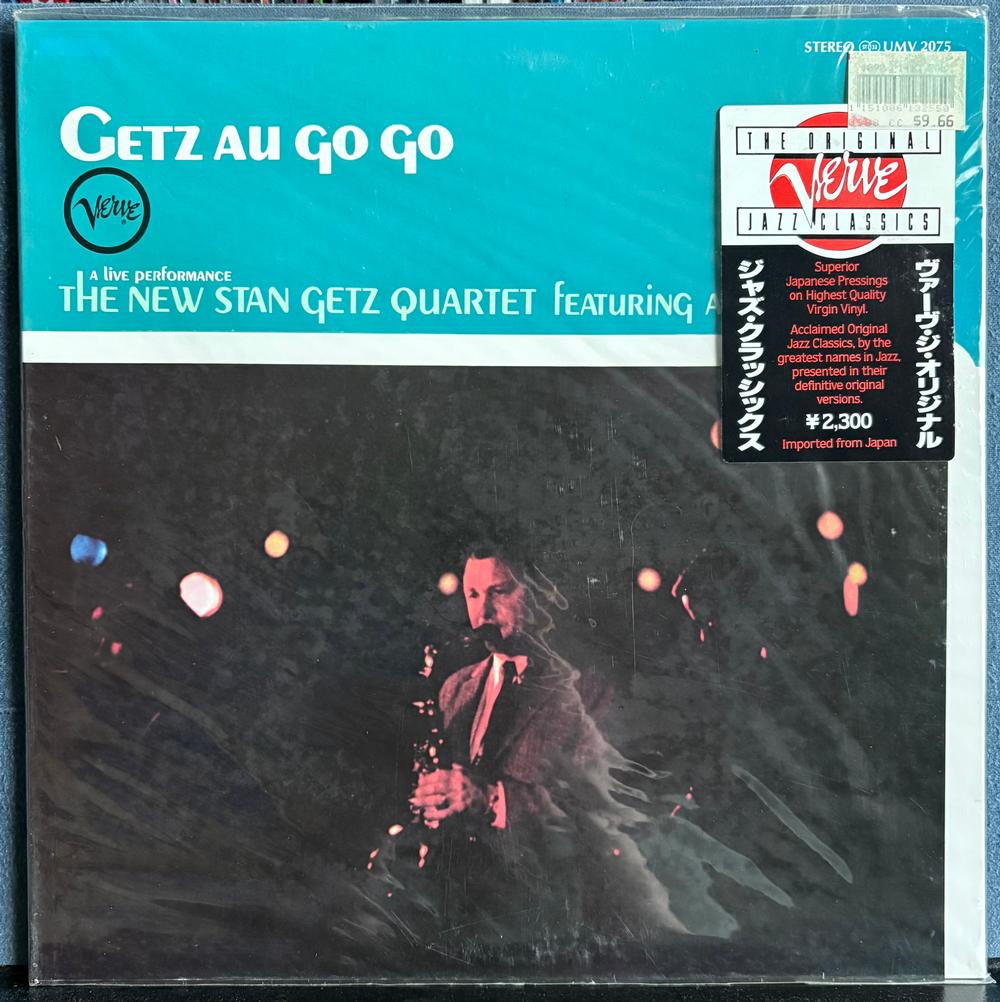 STEREO UMV 2075
59.66
GETZ AU GO GO
Verve
a live performance
THE NEW STAN GETZ QUARTET featuring A
THE ORIGINAL
Verve
JAZZ CLASSICS
ヴァーヴ・ジ・オリジナル
ジャズ・クラッシックス
Superior
Japanese Pressings
on Highest Quality
Virgin Vinyl.
Acclaimed Original
Jazz Classics, by the
greatest names in Jazz,
presented in their
definitive original
versions.
¥2,300
Imported from Japan